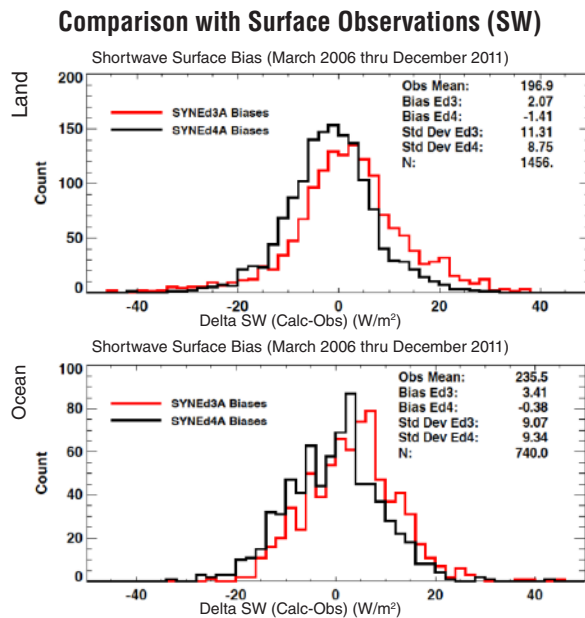 Comparison with Surface Observations (SW)
Shortwave Surface Bias (March 2006 thru December 2011)
Land
Count
200
150
100
50
0
SYNEd3A Biases
SYNEd4A Biases
Obs Mean: 196.9
Bias Ed3: 2.07
Bias Ed4: -1.41
Std Dev Ed3: 11.31
Std Dev Ed4: 8.75
N: 1456.
-40 -20 0 20 40
Delta SW (Calc-Obs) (W/m²)
Shortwave Surface Bias (March 2006 thru December 2011)
Ocean
Count
100
80
60
40
20
0
SYNEd3A Biases
SYNEd4A Biases
Obs Mean: 235.5
Bias Ed3: 3.41
Bias Ed4: -0.38
Std Dev Ed3: 9.07
Std Dev Ed4: 9.34
N: 740.0
-40 -20 0 20 40
Delta SW (Calc-Obs) (W/m²)